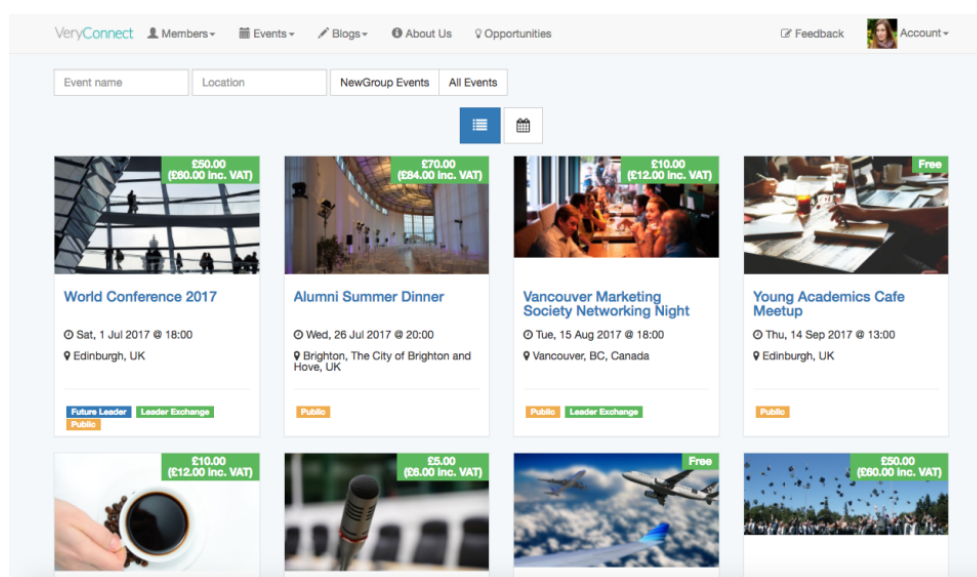 VeryConnect Members Events Blogs About Us Opportunities Feedback Account
Event name Location NewGroup Events All Events
£50.00
(£60.00 inc. VAT)
£70.00
(£84.00 inc. VAT)
£10.00
(£12.00 inc. VAT)
Free
World Conference 2017
Sat, 1 Jul 2017 @ 18:00
Edinburgh, UK
Future Leader Leader Exchange
Public
Alumni Summer Dinner
Wed, 26 Jul 2017 @ 20:00
Brighton, The City of Brighton and
Hove, UK
Public
Vancouver Marketing
Society Networking Night
Tue, 15 Aug 2017 @ 18:00
Vancouver, BC, Canada
Public Leader Exchange
Young Academics Cafe
Meetup
Thu, 14 Sep 2017 @ 13:00
Edinburgh, UK
Public
£10.00
(£12.00 inc. VAT)
£5.00
(£6.00 inc. VAT)
Free
£50.00
(£60.00 inc. VAT)